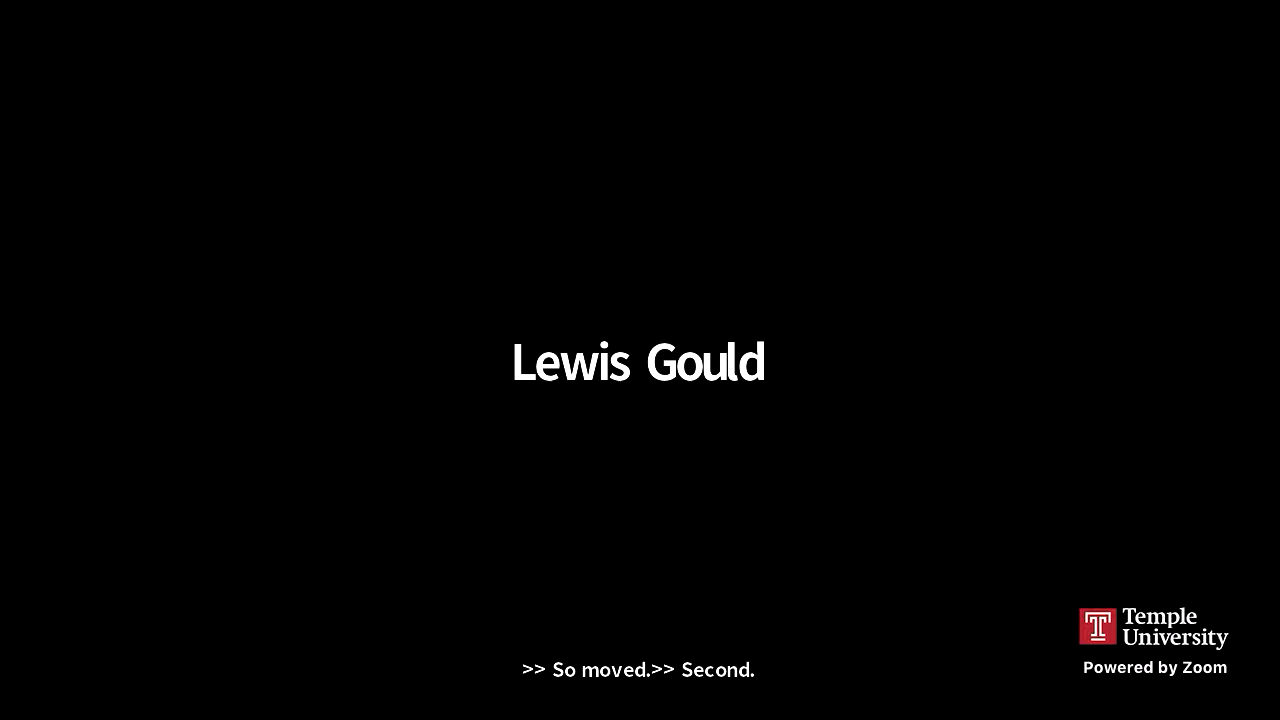 Lewis Gould
Temple
University
Powered by Zoom
>> So moved.>> Second.